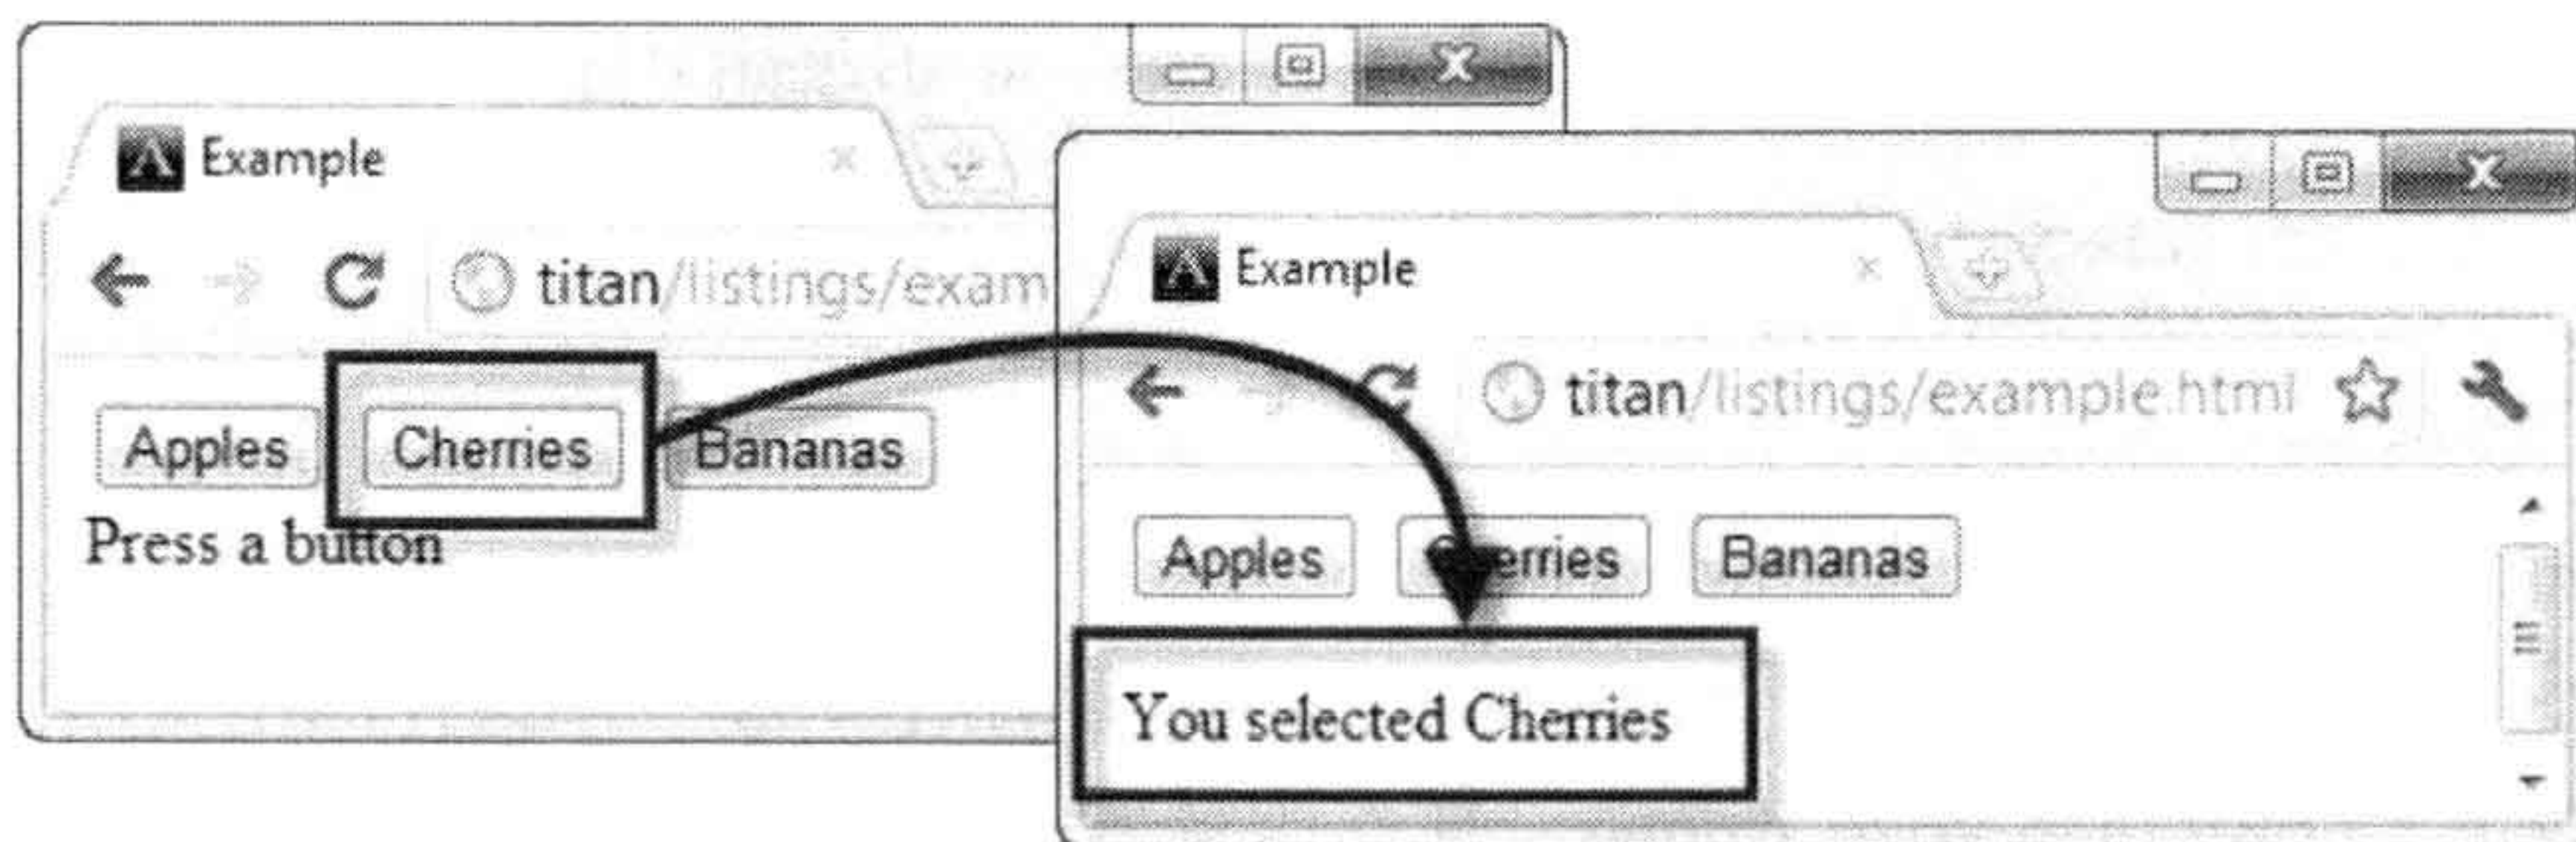 Example
titan/listings/exam
Apples Cherries Bananas
Press a button
Example
titan/listings/example.html
Apples Cherries Bananas
You selected Cherries